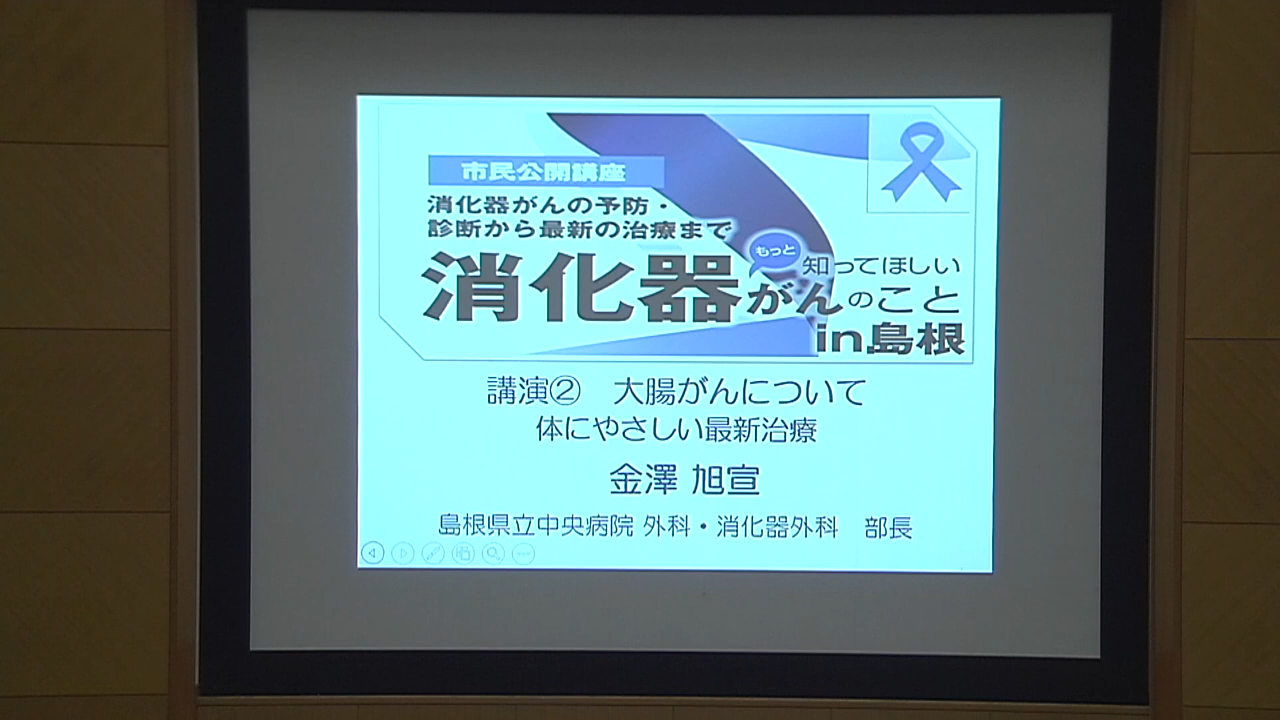 市民公開講座
消化器がんの予防・
診断から最新の治療まで
もっと
知ってほしい
消化器がんのこと
in島根
講演② 大腸がんについて
体にやさしい最新治療
金澤 旭宣
島根県立中央病院 外科・消化器外科 部長